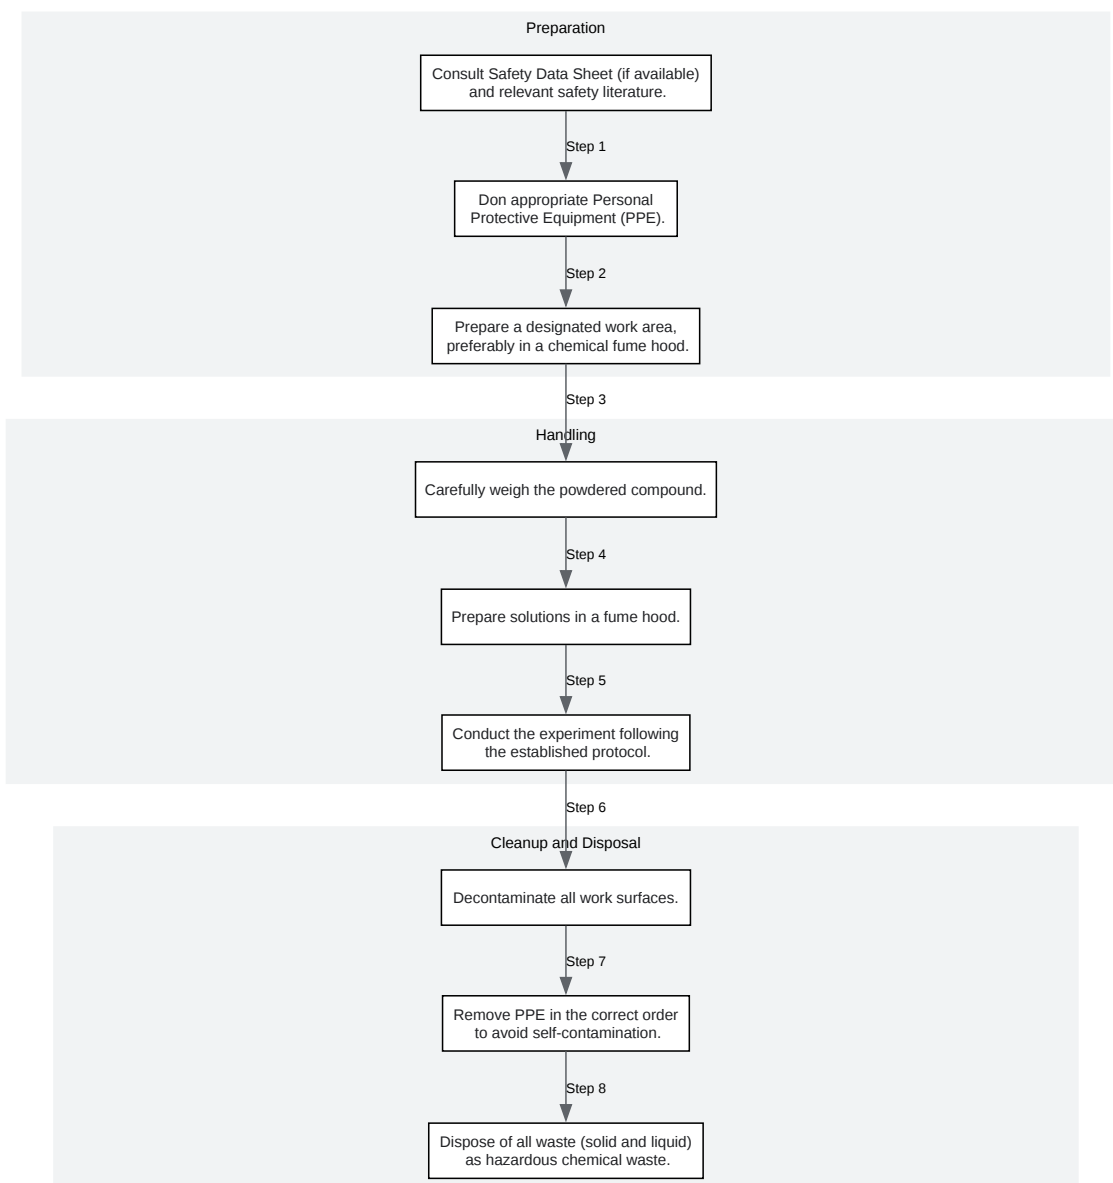 Preparation
Consult Safety Data Sheet (if available)
and relevant safety literature.
Step 1
Don appropriate Personal
Protective Equipment (PPE).
Step 2
Prepare a designated work area,
preferably in a chemical fume hood.
Step 3
Handling
Carefully weigh the powdered compound.
Step 4
Prepare solutions in a fume hood.
Step 5
Conduct the experiment following
the established protocol.
Step 6
Cleanup and Disposal
Decontaminate all work surfaces.
Step 7
Remove PPE in the correct order
to avoid self-contamination.
Step 8
Dispose of all waste (solid and liquid)
as hazardous chemical waste.